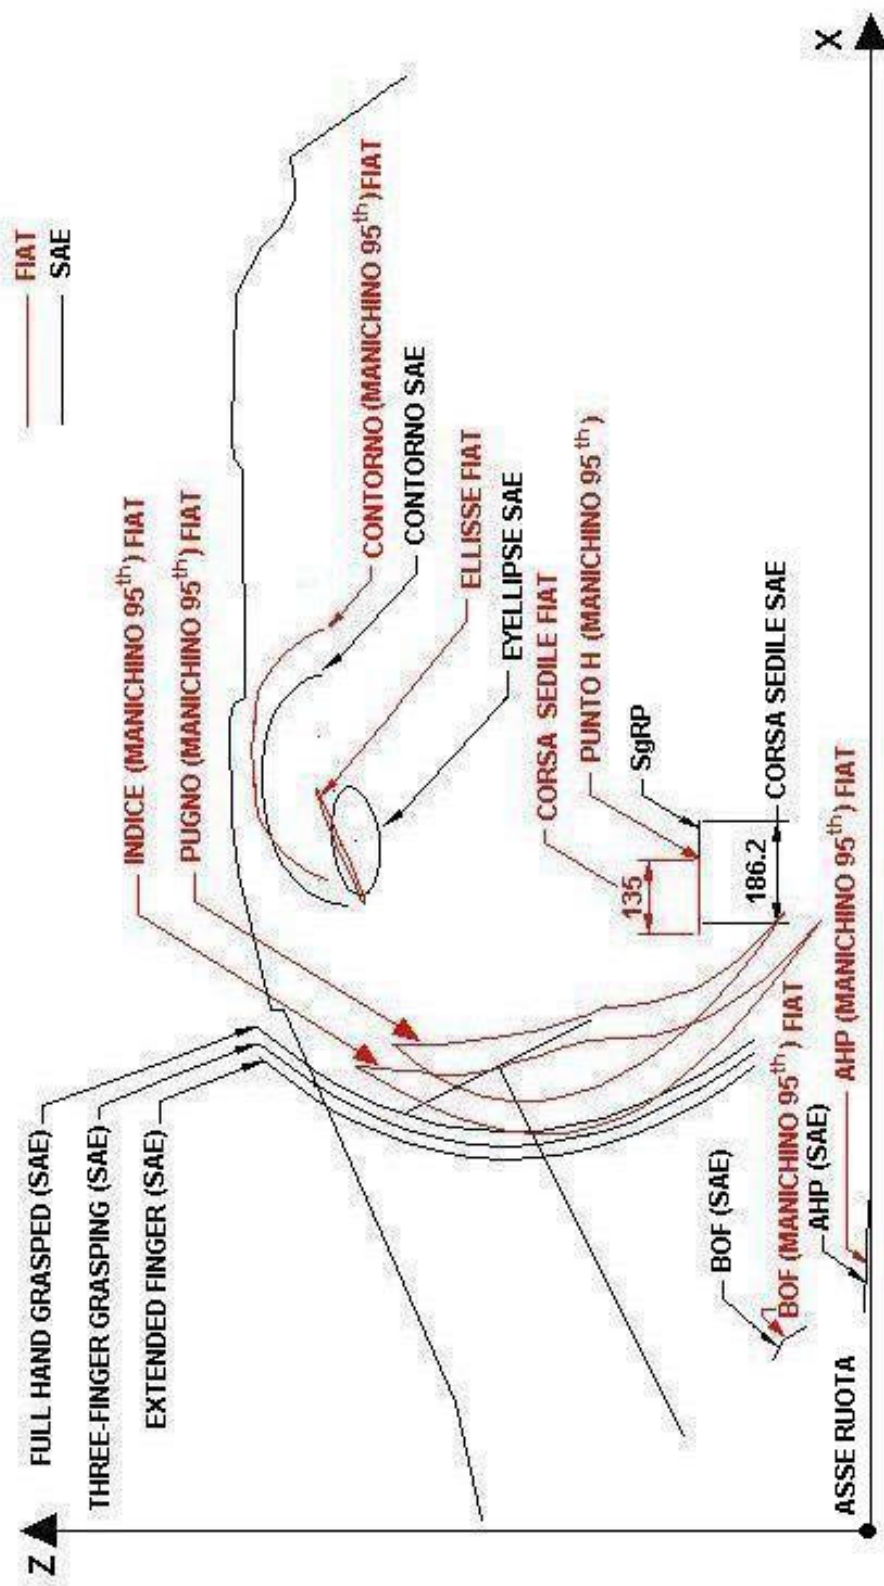 Z
FULL HAND GRASPED (SAE)
THREE-FINGER GRASPING (SAE)
EXTENDED FINGER (SAE)
INDICE (MANICHINO 95th) FIAT
PUGNO (MANICHINO 95th) FIAT
FIAT
SAE
CONTORNO (MANICHINO 95th) FIAT
CONTORNO SAE
ELLISSE FIAT
EYELLIPSE SAE
CORSA SEDILE FIAT
PUNTO H (MANICHINO 95th)
SgRP
135
186.2
CORSA SEDILE SAE
BOF (SAE)
BOF (MANICHINO 95th) FIAT
AHP (SAE)
AHP (MANICHINO 95th) FIAT
ASSE RUOTA
X